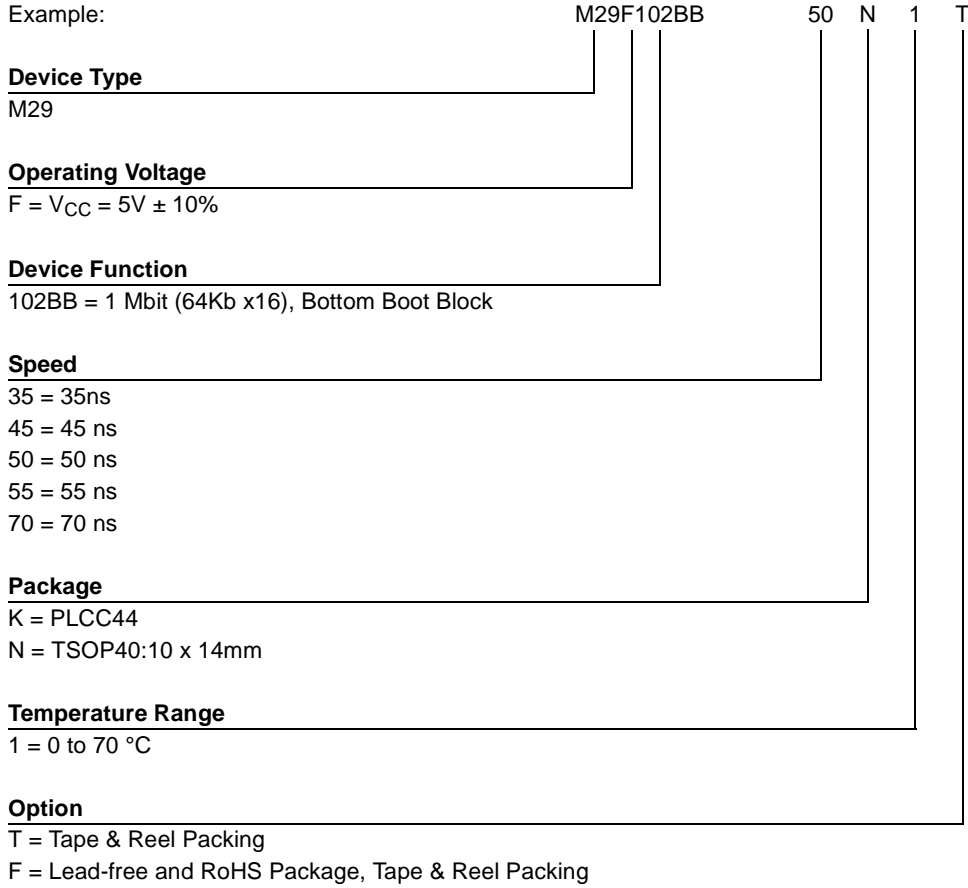 Example: M29F102BB 50 N 1 T
Device Type
M29
Operating Voltage
F = VCC = 5V ± 10%
Device Function
102BB = 1 Mbit (64Kb x16), Bottom Boot Block
Speed
35 = 35ns
45 = 45 ns
50 = 50 ns
55 = 55 ns
70 = 70 ns
Package
K = PLCC44
N = TSOP40:10 x 14mm
Temperature Range
1 = 0 to 70 °C
Option
T = Tape & Reel Packing
F = Lead-free and RoHS Package, Tape & Reel Packing